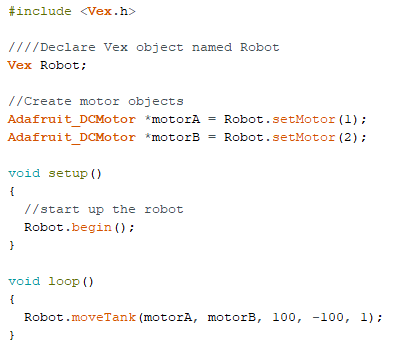 #include <Vex.h>
////Declare Vex object named Robot
Vex Robot;
//Create motor objects
Adafruit_DCMotor *motorA = Robot.setMotor(1);
Adafruit_DCMotor *motorB = Robot.setMotor(2);
void setup()
{
  //start up the robot
  Robot.begin();
}
void loop()
{
  Robot.moveTank(motorA, motorB, 100, -100, 1);
}